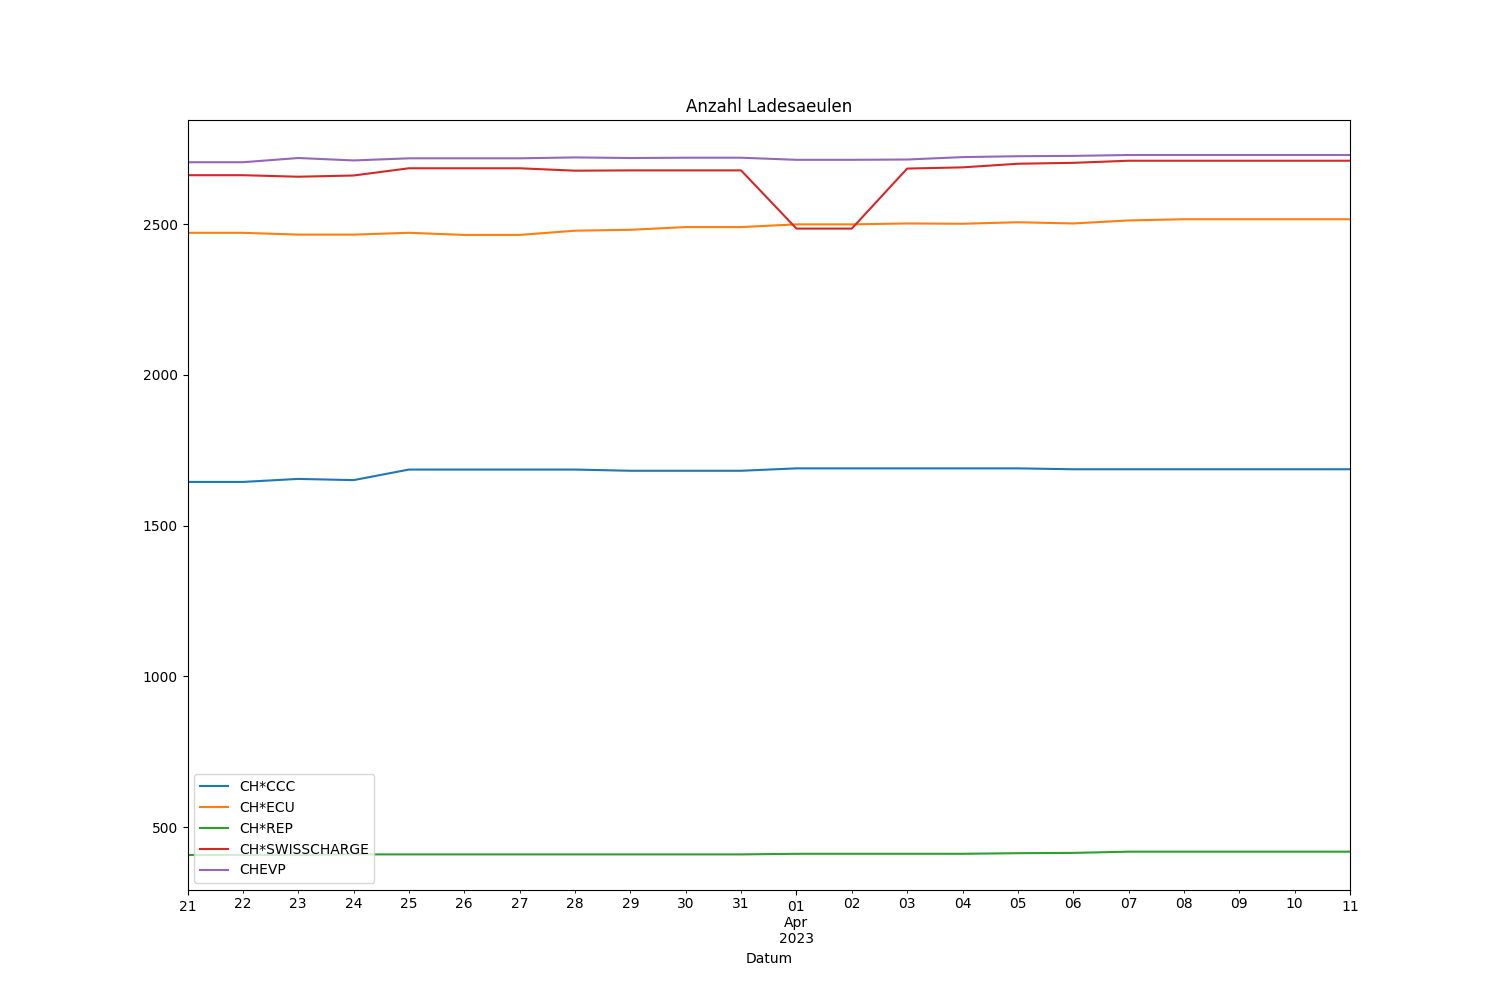 Anzahl Ladesaeulen
2500
2000
1500
1000
500
CH*CCC
CH*ECU
CH*REP
CH*SWISSCHARGE
CHEVP
21 22 23 24 25 26 27 28 29 30 31 01 02 03 04 05 06 07 08 09 10 11
Apr
2023
Datum